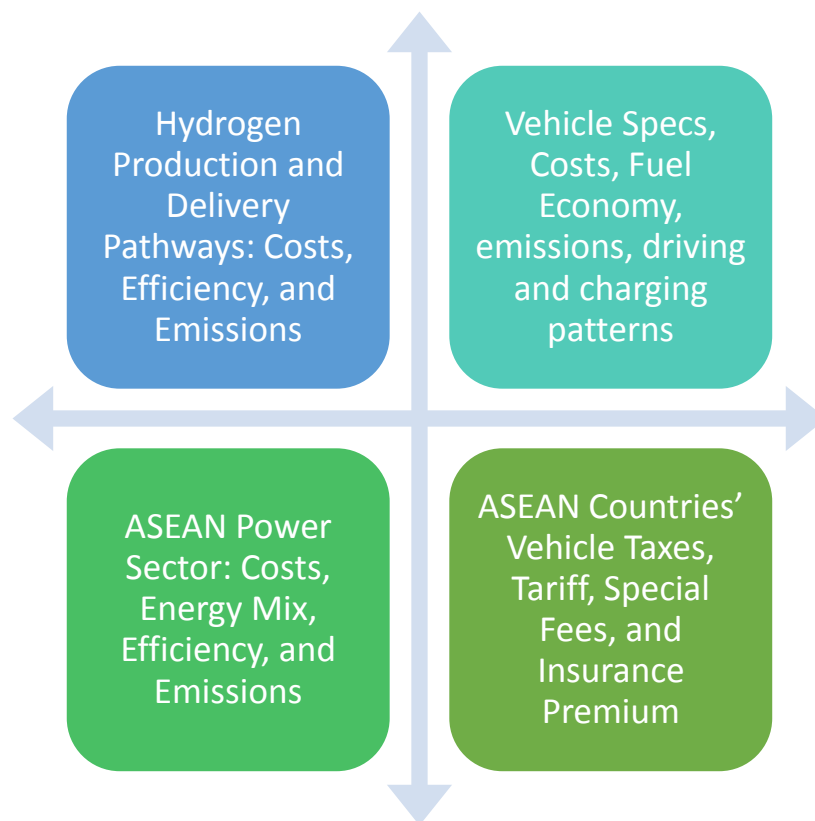 Hydrogen
Production and
Delivery
Pathways: Costs,
Efficiency, and
Emissions
Vehicle Specs,
Costs, Fuel
Economy,
emissions, driving
and charging
patterns
ASEAN Power
Sector: Costs,
Energy Mix,
Efficiency, and
Emissions
ASEAN Countries’
Vehicle Taxes,
Tariff, Special
Fees, and
Insurance
Premium